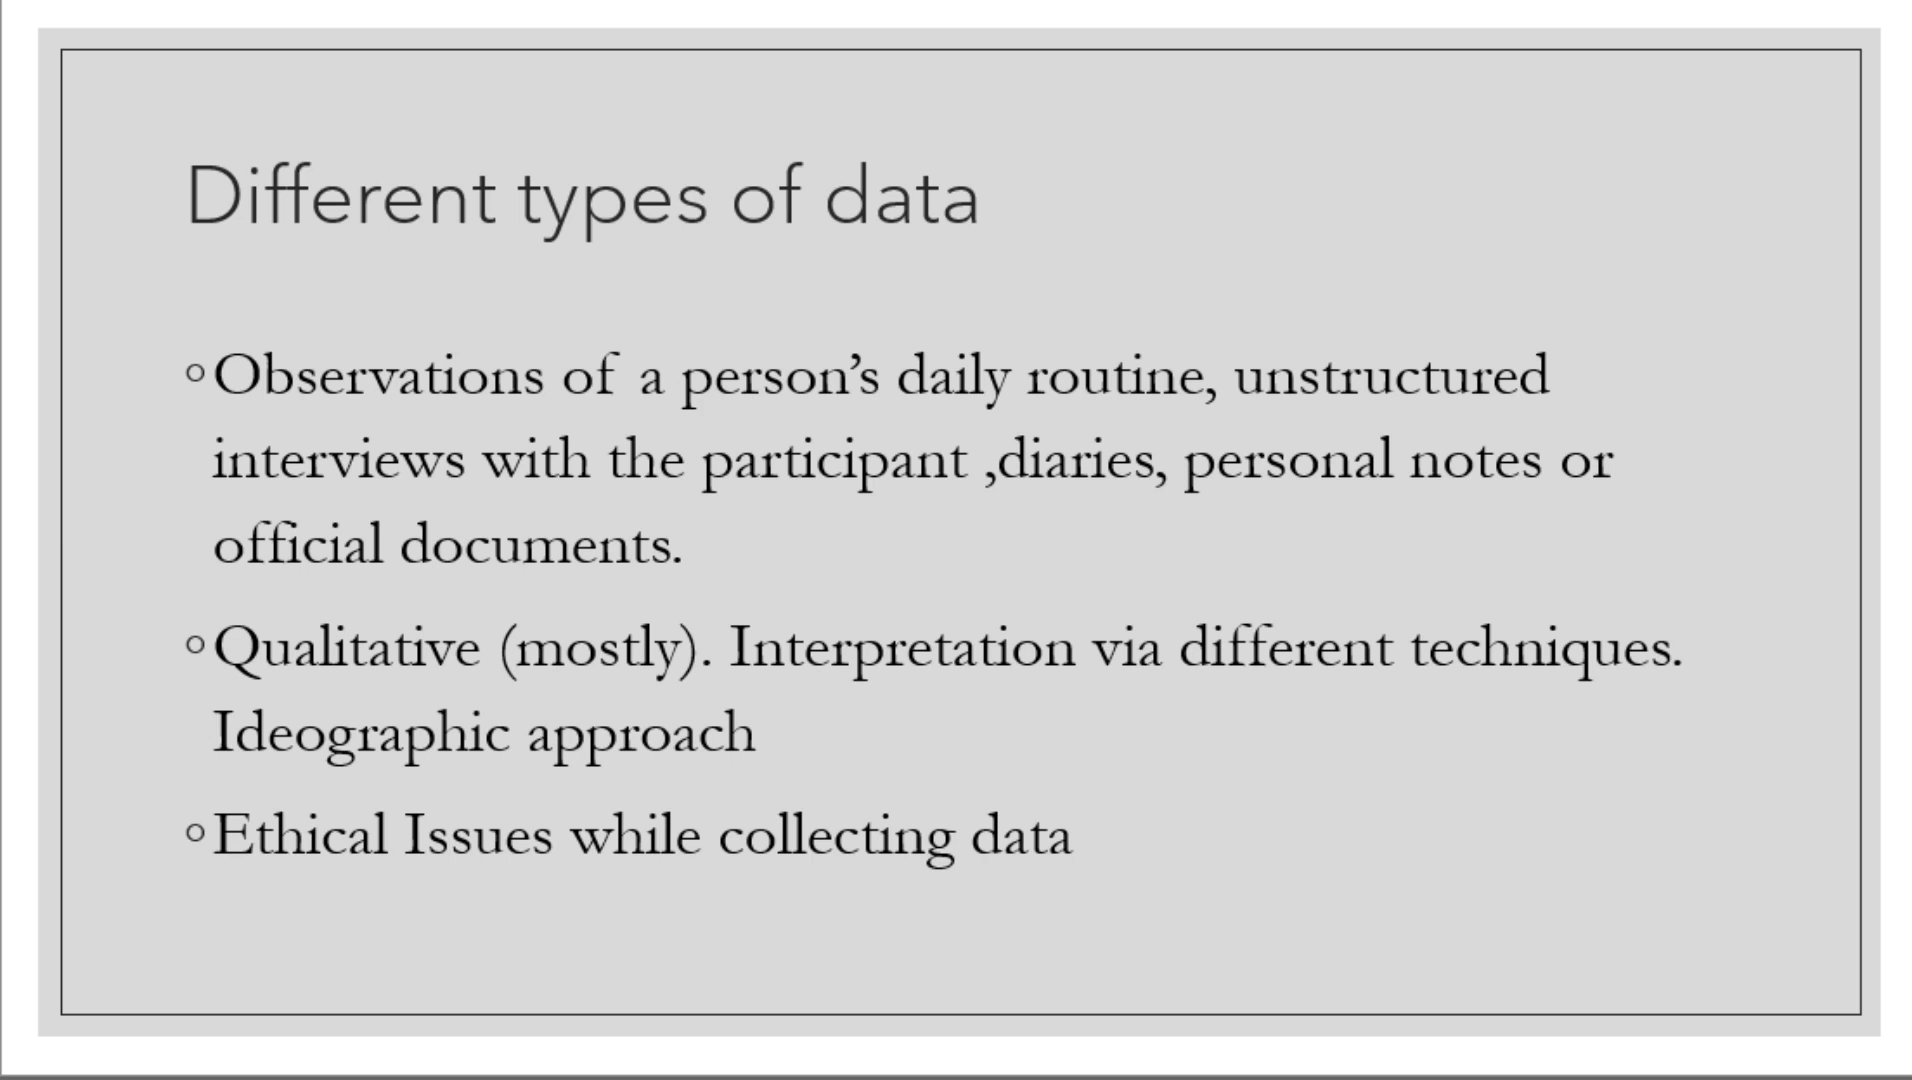 Different types of data
◦Observations of a person’s daily routine, unstructured
interviews with the participant ,diaries, personal notes or
official documents.
◦Qualitative (mostly). Interpretation via different techniques.
Ideographic approach
◦Ethical Issues while collecting data